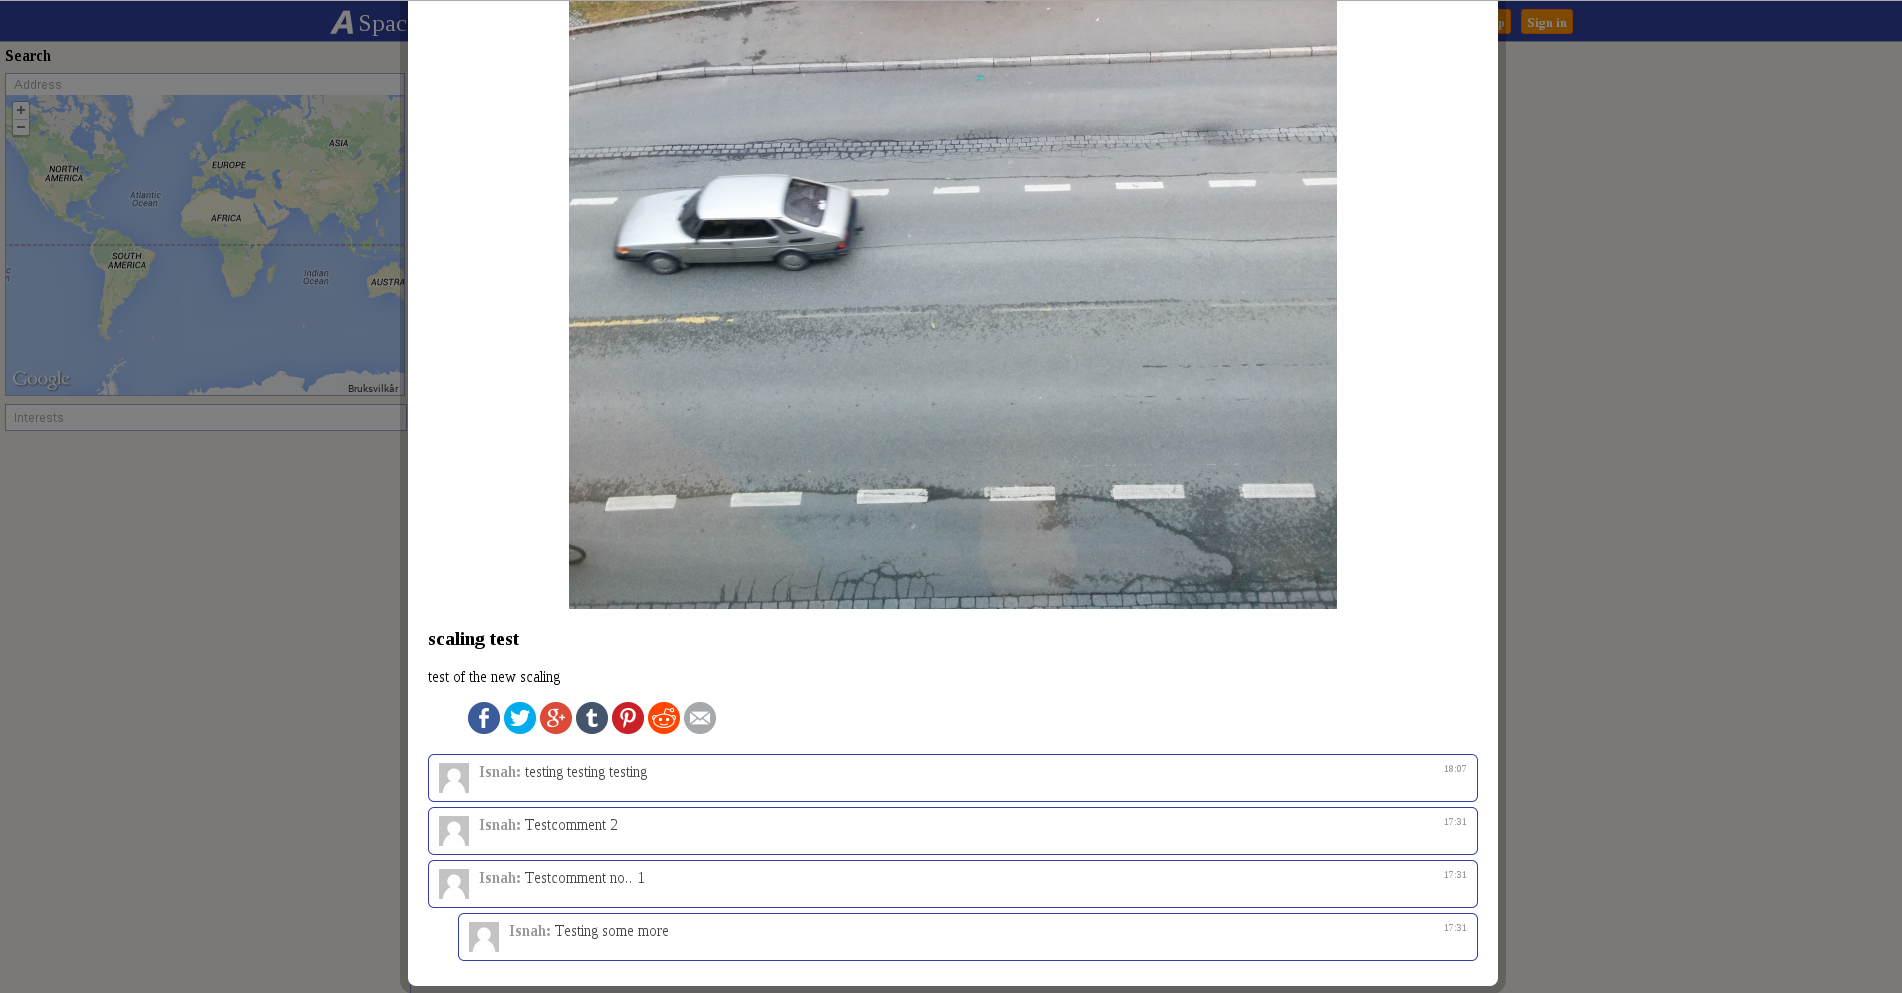 A Spac
p
Sign in
Search
Address
+
−
ASIA
EUROPE
NORTH
AMERICA
Atlantic
Ocean
AFRICA
SOUTH
AMERICA
Indian
Ocean
AUSTRA
Google
Bruksvilkår
Interests
scaling test
test of the new scaling
f
g+
t
Isnah: testing testing testing
18:07
Isnah: Testcomment 2
17:31
Isnah: Testcomment no.. 1
17:31
Isnah: Testing some more
17:31